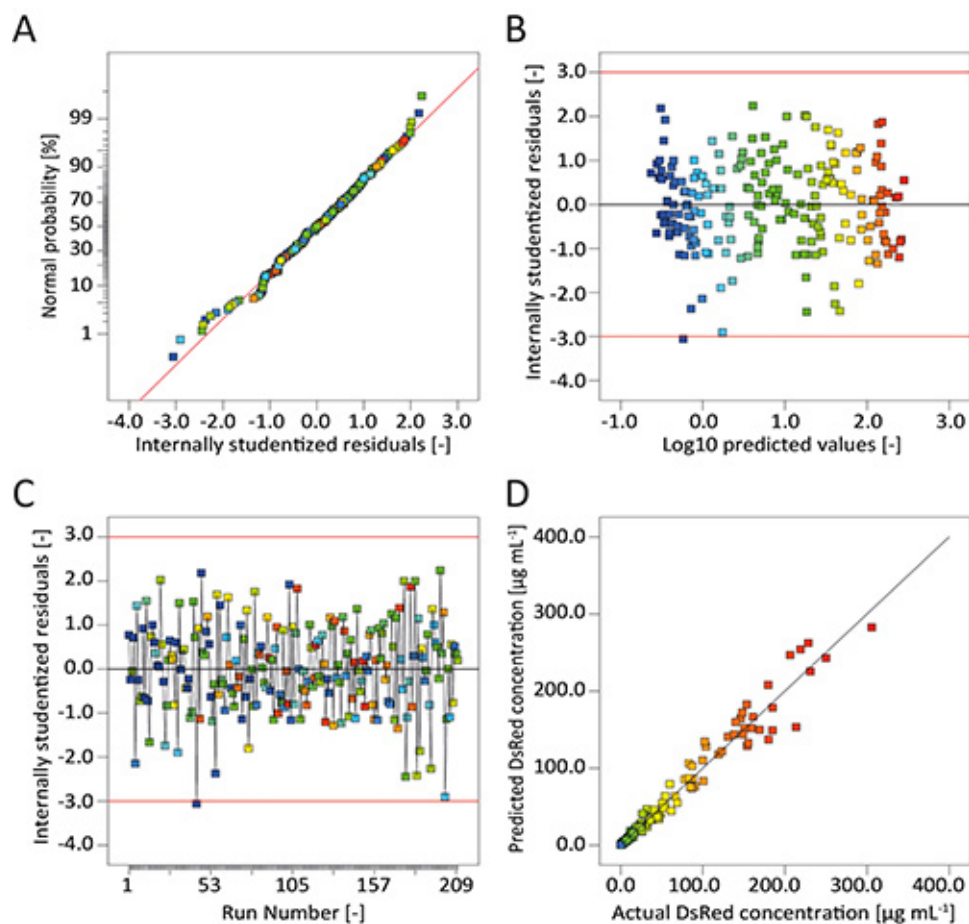 A
Normal probability [%]
99
90
70
50
30
10
1
-4.0 -3.0 -2.0 -1.0 0.0 1.0 2.0 3.0
Internally studentized residuals [-]
B
Internally studentized residuals [-]
3.0
2.0
1.0
0.0
-1.0
-2.0
-3.0
-4.0
-1.0 0.0 1.0 2.0 3.0
Log10 predicted values [-]
C
Internally studentized residuals [-]
3.0
2.0
1.0
0.0
-1.0
-2.0
-3.0
-4.0
1 53 105 157 209
Run Number [-]
D
Predicted DsRed concentration [µg mL⁻¹]
400.0
300.0
200.0
100.0
0.0
0.0 100.0 200.0 300.0 400.0
Actual DsRed concentration [µg mL⁻¹]